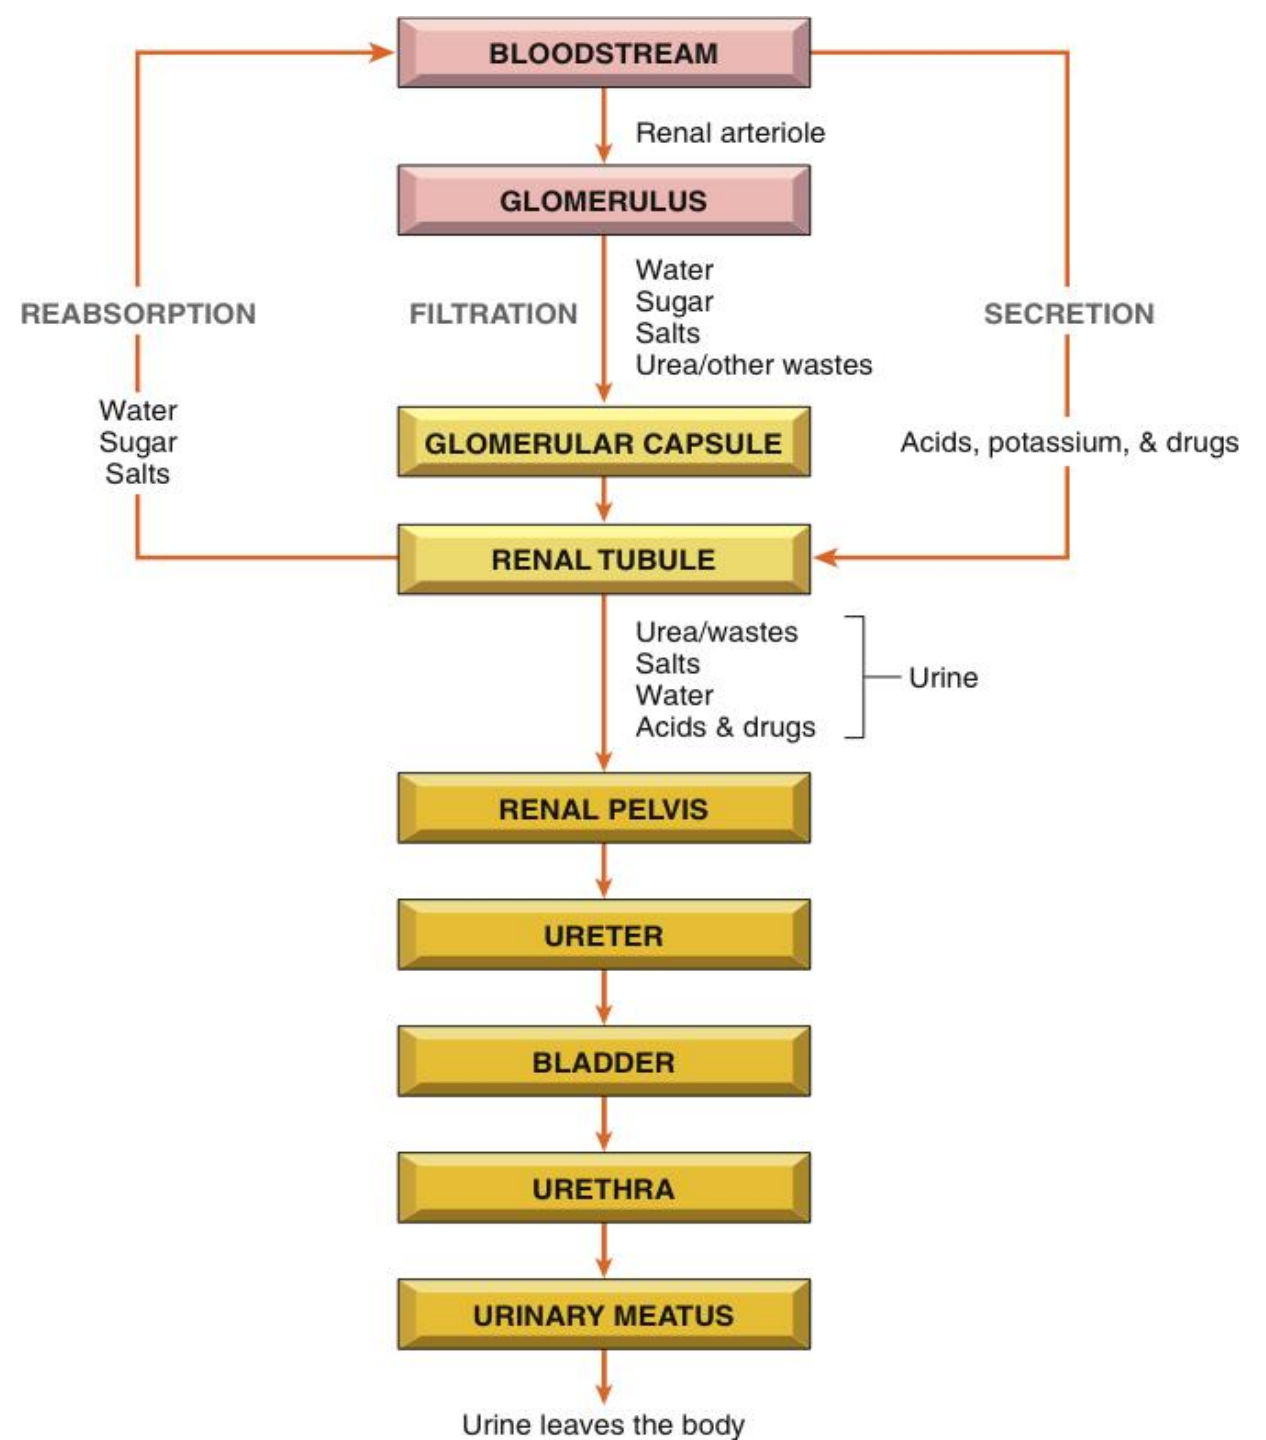 BLOODSTREAM
Renal arteriole
GLOMERULUS
Water
Sugar
Salts
Urea/other wastes
REABSORPTION
FILTRATION
SECRETION
Water
Sugar
Salts
GLOMERULAR CAPSULE
Acids, potassium, & drugs
RENAL TUBULE
Urea/wastes
Salts
Water
Acids & drugs
Urine
RENAL PELVIS
URETER
BLADDER
URETHRA
URINARY MEATUS
Urine leaves the body